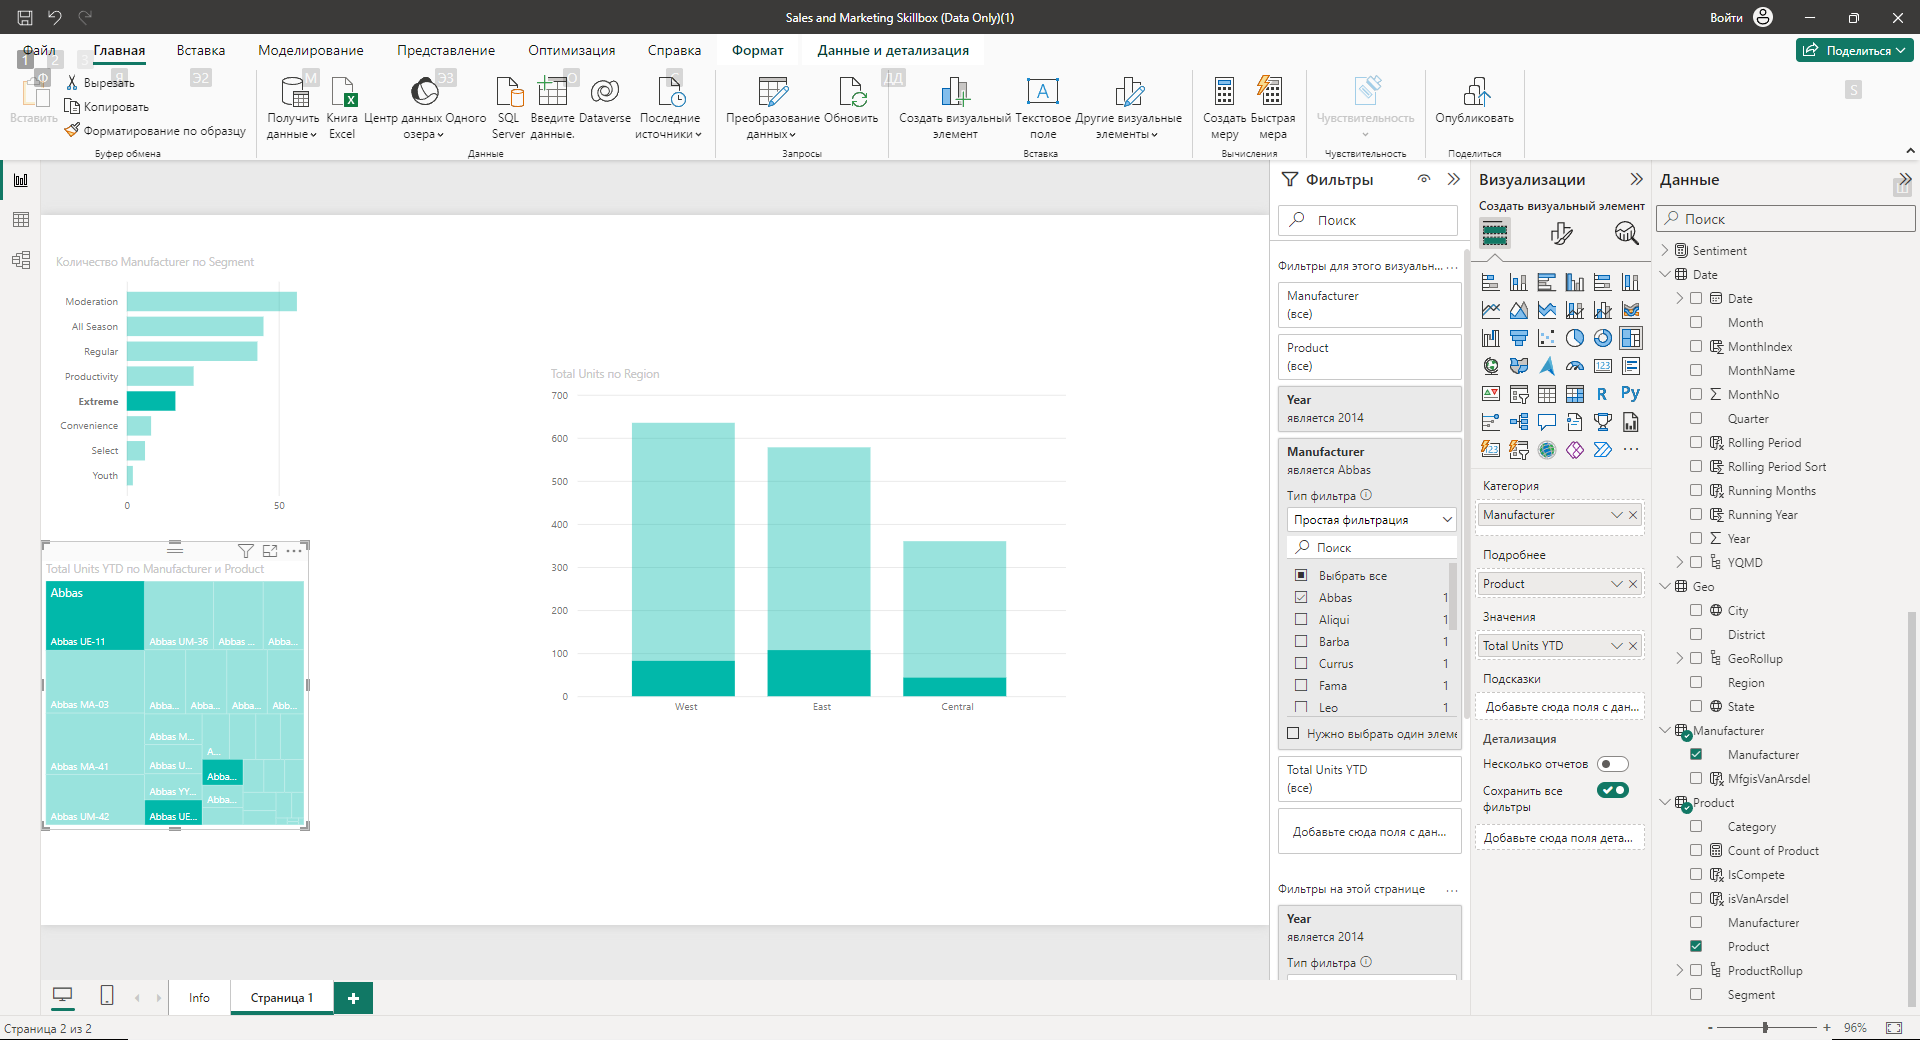 Sales and Marketing Skillbox (Data Only)(1)
Войти
Файл
Главная
Вставка
Моделирование
Представление
Оптимизация
Справка
Формат
Данные и детализация
Поделиться
1
2
3
Ф
Я
Э2
М
Э3
О
С
ДД
S
Вставить
Вырезать
Копировать
Форматирование по образцу
Буфер обмена
Получить данные
Книга Excel
Центр данных Одного озера
SQL Server
Введите данные.
Dataverse
Последние источники
Данные
Преобразование данных
Обновить
Запросы
Создать визуальный элемент
Текстовое поле
Другие визуальные элементы
Вставка
Создать меру
Быстрая мера
Вычисления
Чувствительность
Чувствительность
Опубликовать
Поделиться
Количество Manufacturer по Segment
Moderation
All Season
Regular
Productivity
Extreme
Convenience
Select
Youth
0
50
Total Units YTD по Manufacturer и Product
Abbas
Abbas UE-11
Abbas UM-36
Abbas ...
Abba...
Abbas MA-03
Abba...
Abba...
Abba...
Abb...
Abbas MA-41
Abbas M...
A...
Abbas U...
Abba...
Abbas YY...
Abba...
Abbas UM-42
Abbas UE...
Total Units по Region
700
600
500
400
300
200
100
0
West
East
Central
Фильтры
Поиск
Фильтры для этого визуальн... ...
Manufacturer
(все)
Product
(все)
Year
является 2014
Manufacturer
является Abbas
Тип фильтра
Простая фильтрация
Поиск
Выбрать все
Abbas 1
Aliqui 1
Barba 1
Currus 1
Fama 1
Leo 1
Нужно выбрать один элеме
Total Units YTD
(все)
Добавьте сюда поля с дан...
Фильтры на этой странице ...
Year
является 2014
Тип фильтра
Визуализации
Создать визуальный элемент
123
R
Py
123
...
Категория
Manufacturer
Подробнее
Product
Значения
Total Units YTD
Подсказки
Добавьте сюда поля с дан...
Детализация
Несколько отчетов
Сохранить все фильтры
Добавьте сюда поля дета...
Данные
Поиск
Sentiment
Date
Date
Month
MonthIndex
MonthName
MonthNo
Quarter
Rolling Period
Rolling Period Sort
Running Months
Running Year
Year
YQMD
Geo
City
District
GeoRollup
Region
State
Manufacturer
Manufacturer
MfgisVanArsdel
Product
Category
Count of Product
IsCompete
isVanArsdel
Manufacturer
Product
ProductRollup
Segment
Info
Страница 1
+
Страница 2 из 2
- + 96%